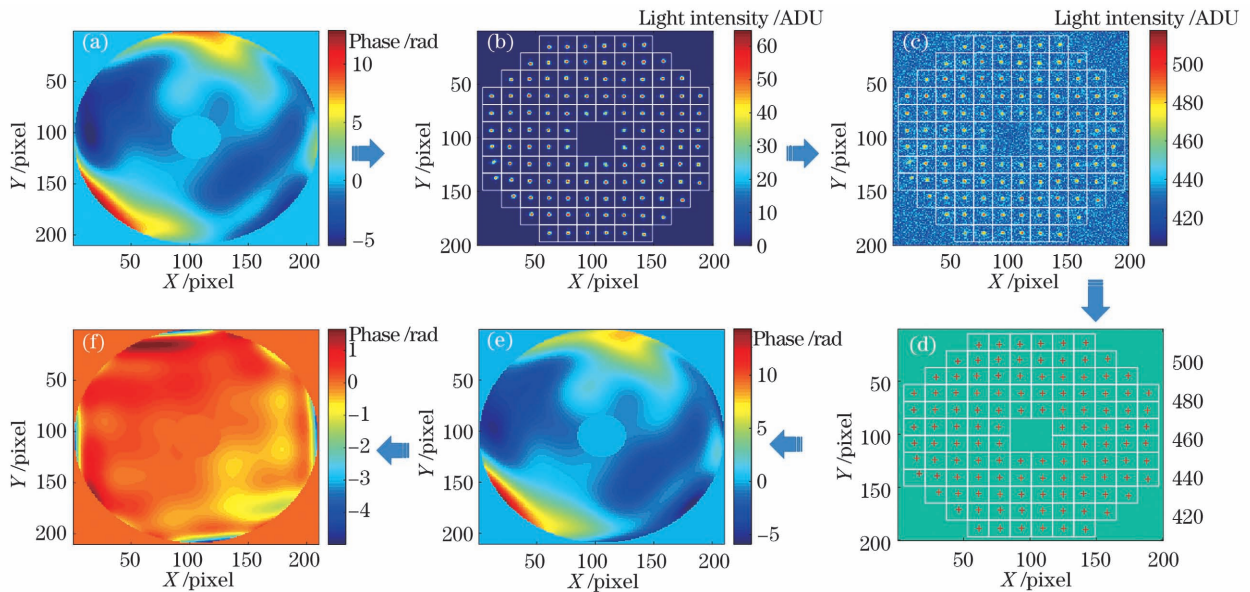 (a)
Phase /rad
10
5
0
−5
50
100
150
200
Y /pixel
50 100 150 200
X /pixel
Light intensity /ADU
(b)
60
50
40
30
20
10
0
50
100
150
200
Y /pixel
50 100 150 200
X /pixel
Light intensity /ADU
(c)
500
480
460
440
420
50
100
150
200
Y /pixel
50 100 150 200
X /pixel
(f)
Phase /rad
1
0
−1
−2
−3
−4
50
100
150
200
Y /pixel
50 100 150 200
X /pixel
(e)
Phase /rad
10
5
0
−5
50
100
150
200
Y /pixel
50 100 150 200
X /pixel
(d)
500
480
460
440
420
50
100
150
200
Y /pixel
50 100 150 200
X /pixel